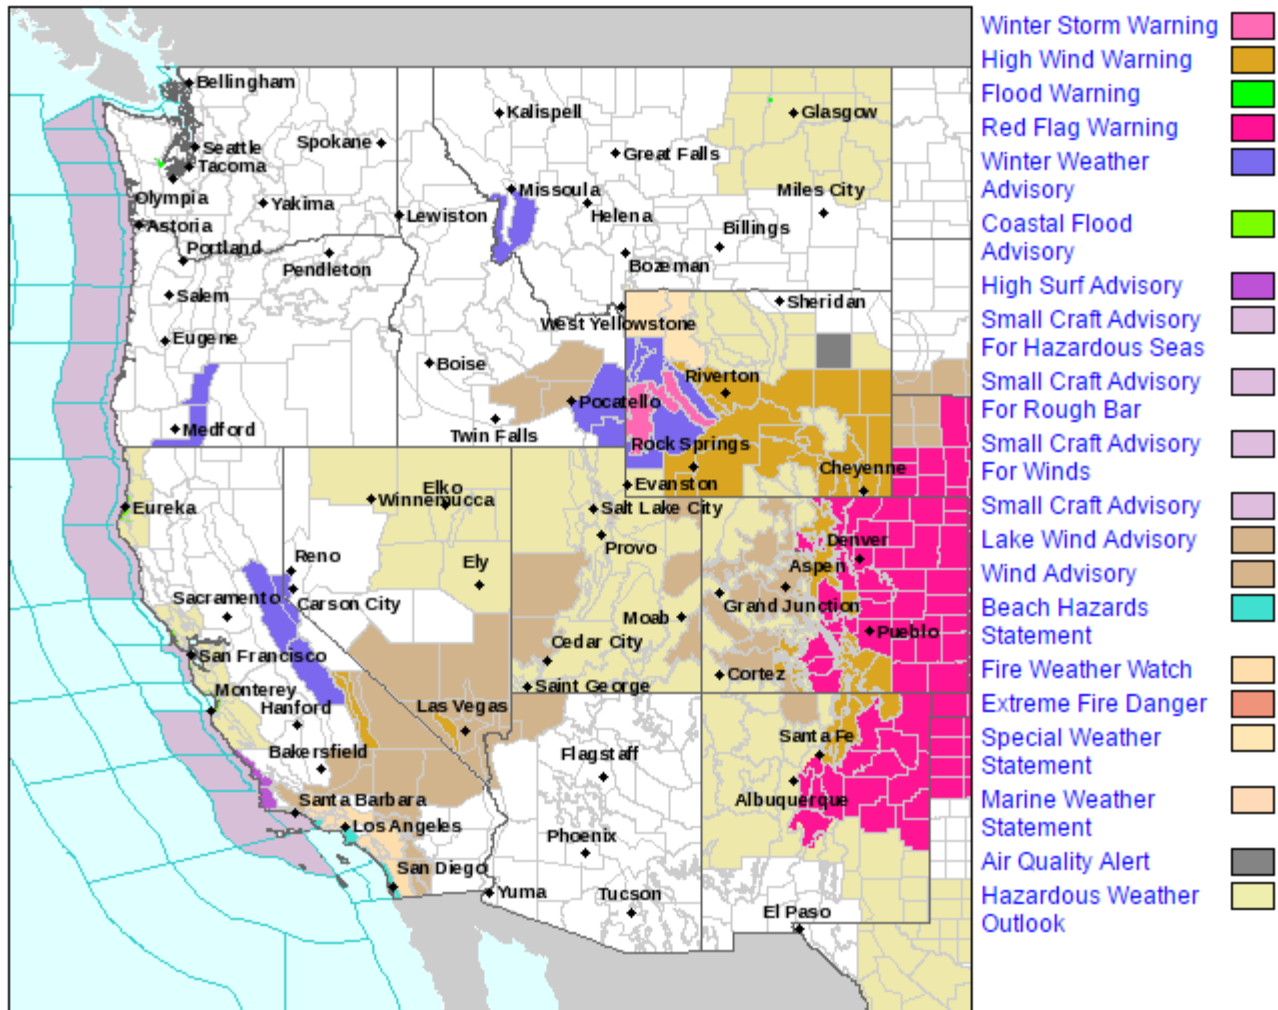 Bellingham
Kalispell
Glasgow
Seattle
Spokane
Great Falls
Tacoma
Olympia
Yakima
Missoula
Miles City
Lewiston
Helena
Astoria
Billings
Portland
Pendleton
Bozeman
Salem
Sheridan
West Yellowstone
Eugene
Boise
Riverton
Pocatello
Medford
Twin Falls
Rock Springs
Cheyenne
Evanston
Elko
Winnemucca
Eureka
Salt Lake City
Provo
Denver
Reno
Ely
Aspen
Sacramento
Carson City
Grand Junction
Moab
Pueblo
Cedar City
San Francisco
Cortez
Saint George
Monterey
Hanford
Las Vegas
Santa Fe
Bakersfield
Flagstaff
Albuquerque
Santa Barbara
Los Angeles
Phoenix
San Diego
Yuma
Tucson
El Paso
Winter Storm Warning
High Wind Warning
Flood Warning
Red Flag Warning
Winter Weather
Advisory
Coastal Flood
Advisory
High Surf Advisory
Small Craft Advisory
For Hazardous Seas
Small Craft Advisory
For Rough Bar
Small Craft Advisory
For Winds
Small Craft Advisory
Lake Wind Advisory
Wind Advisory
Beach Hazards
Statement
Fire Weather Watch
Extreme Fire Danger
Special Weather
Statement
Marine Weather
Statement
Air Quality Alert
Hazardous Weather
Outlook